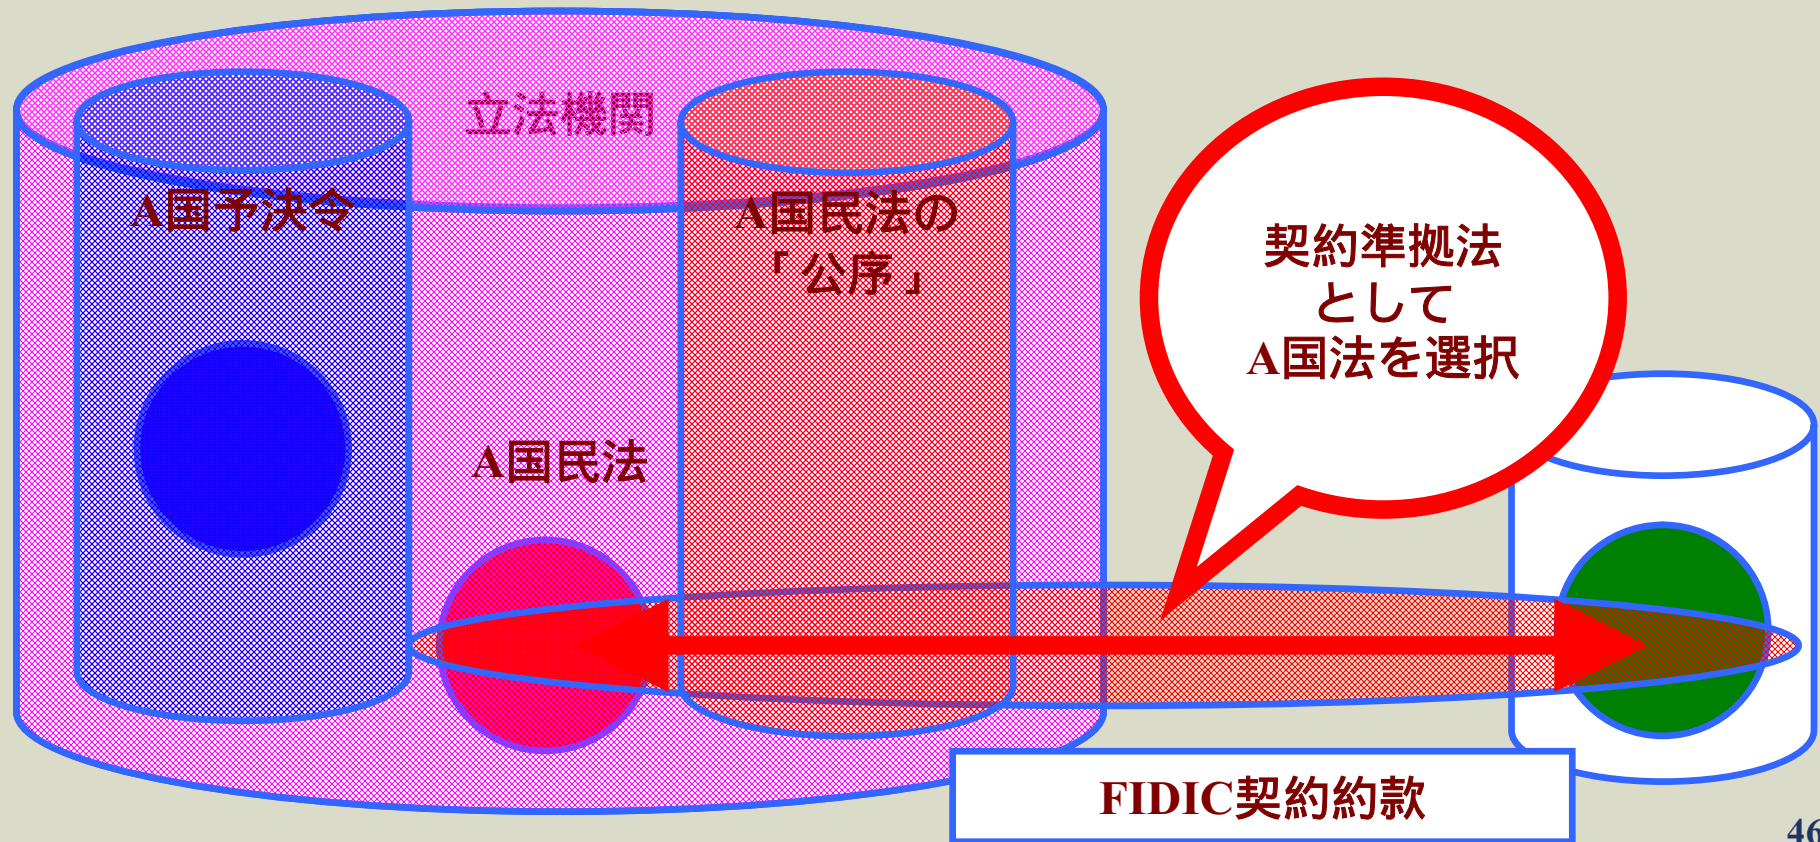 立法機関
A国予決令
A国民法の
「公序」
A国民法
契約準拠法
として
A国法を選択
FIDIC契約約款
46